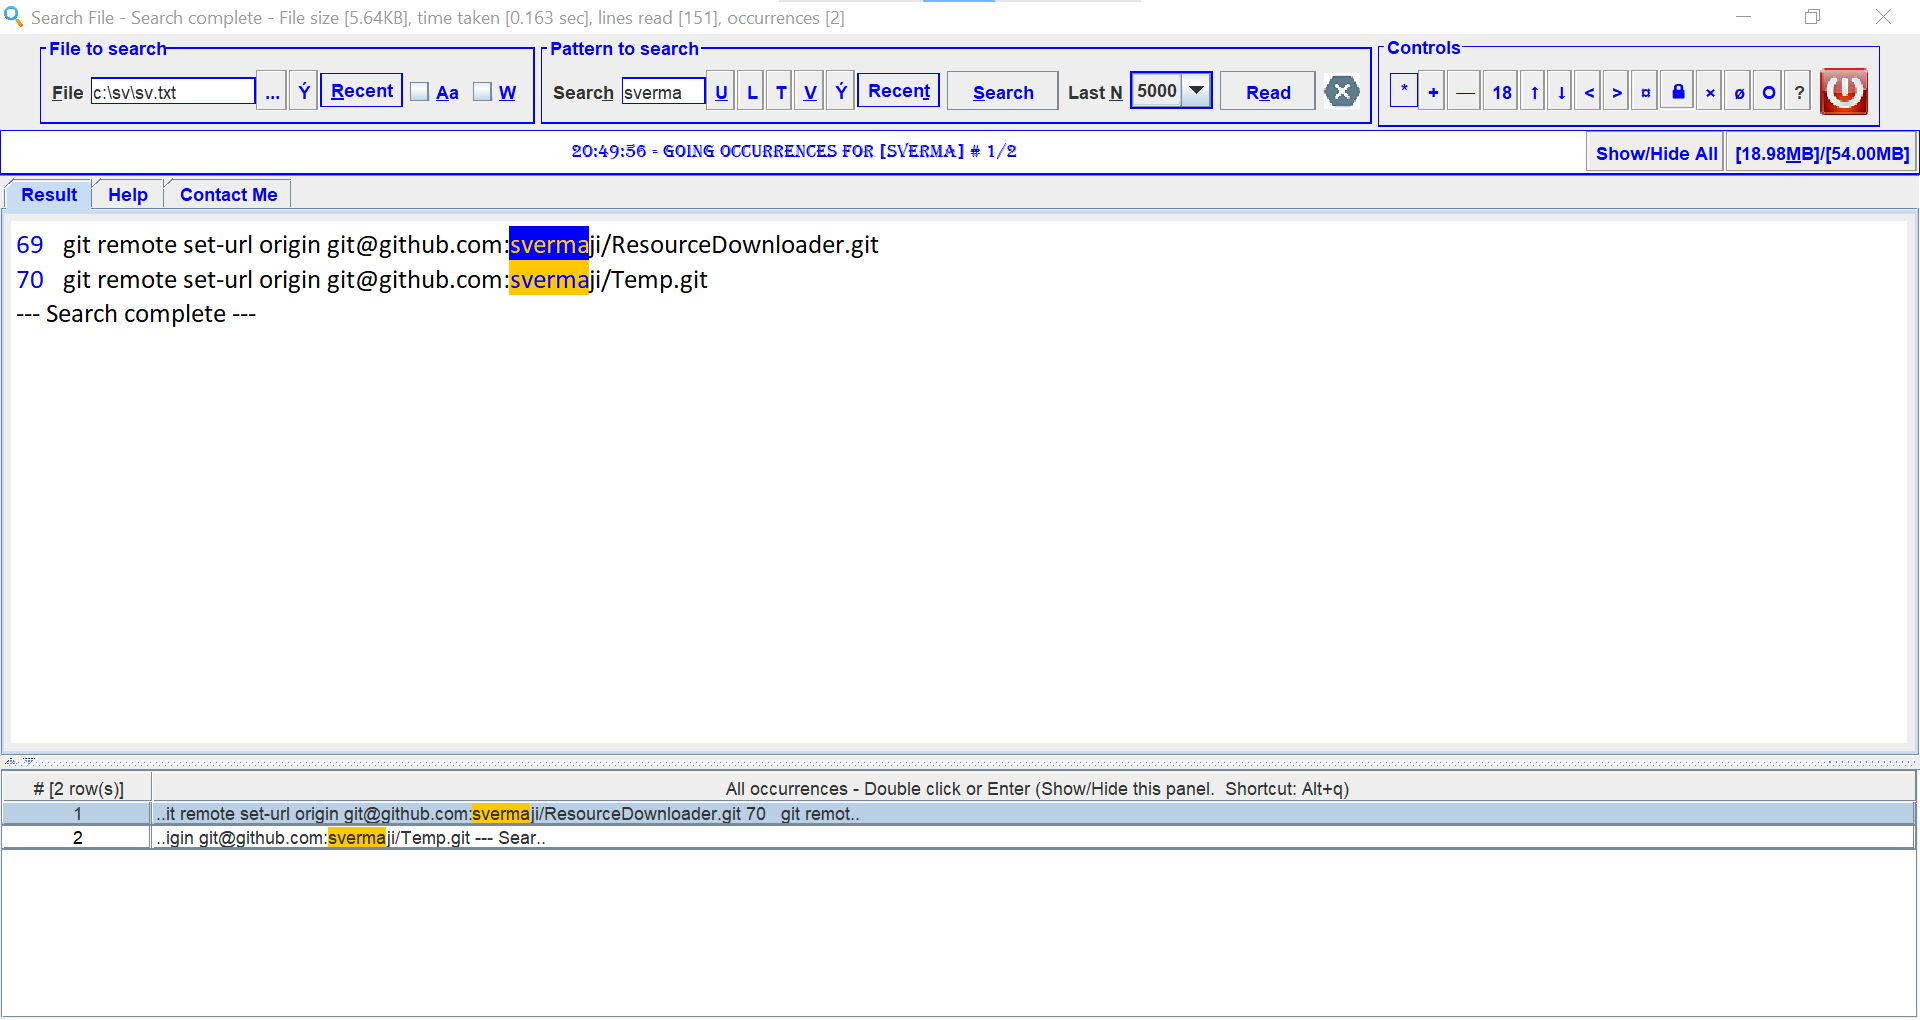 Search File - Search complete - File size [5.64KB], time taken [0.163 sec], lines read [151], occurrences [2]
File to search
File c:\sv\sv.txt ... Ý Recent Aa W
Pattern to search
Search sverma U L T V Ý Recent Search Last N 5000 Read
Controls
* + — 18 ↑ ↓ < > ¤ × ø O ?
20:49:56 - GOING OCCURRENCES FOR [SVERMA] # 1/2
Show/Hide All [18.98MB]/[54.00MB]
Result Help Contact Me
69 git remote set-url origin git@github.com:svermaji/ResourceDownloader.git
70 git remote set-url origin git@github.com:svermaji/Temp.git
--- Search complete ---
# [2 row(s)] All occurrences - Double click or Enter (Show/Hide this panel. Shortcut: Alt+q)
1 ..it remote set-url origin git@github.com:svermaji/ResourceDownloader.git 70 git remot..
2 ..igin git@github.com:svermaji/Temp.git --- Sear..